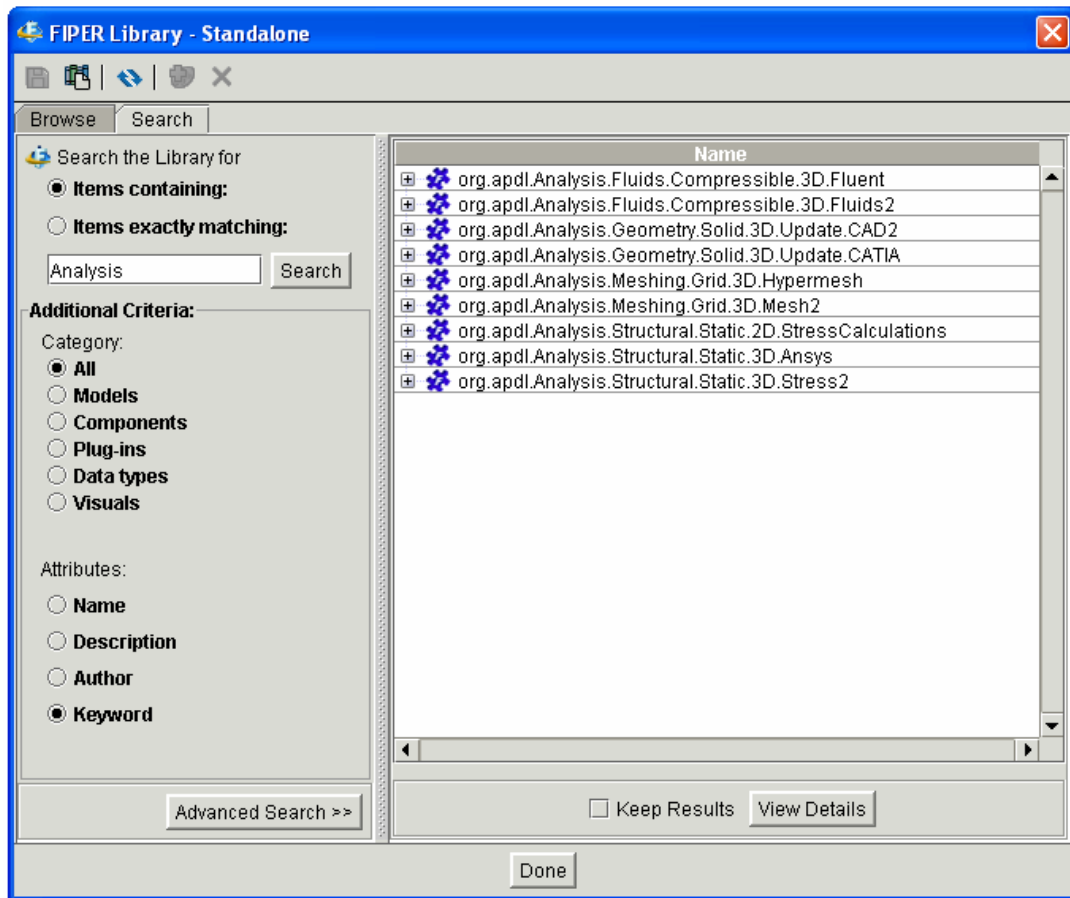 FIPER Library - Standalone
Browse Search
Search the Library for
Items containing:
Items exactly matching:
Analysis Search
Additional Criteria:
Category:
All
Models
Components
Plug-ins
Data types
Visuals
Attributes:
Name
Description
Author
Keyword
Advanced Search >>
Name
org.apdl.Analysis.Fluids.Compressible.3D.Fluent
org.apdl.Analysis.Fluids.Compressible.3D.Fluids2
org.apdl.Analysis.Geometry.Solid.3D.Update.CAD2
org.apdl.Analysis.Geometry.Solid.3D.Update.CATIA
org.apdl.Analysis.Meshing.Grid.3D.Hypermesh
org.apdl.Analysis.Meshing.Grid.3D.Mesh2
org.apdl.Analysis.Structural.Static.2D.StressCalculations
org.apdl.Analysis.Structural.Static.3D.Ansys
org.apdl.Analysis.Structural.Static.3D.Stress2
Keep Results View Details
Done